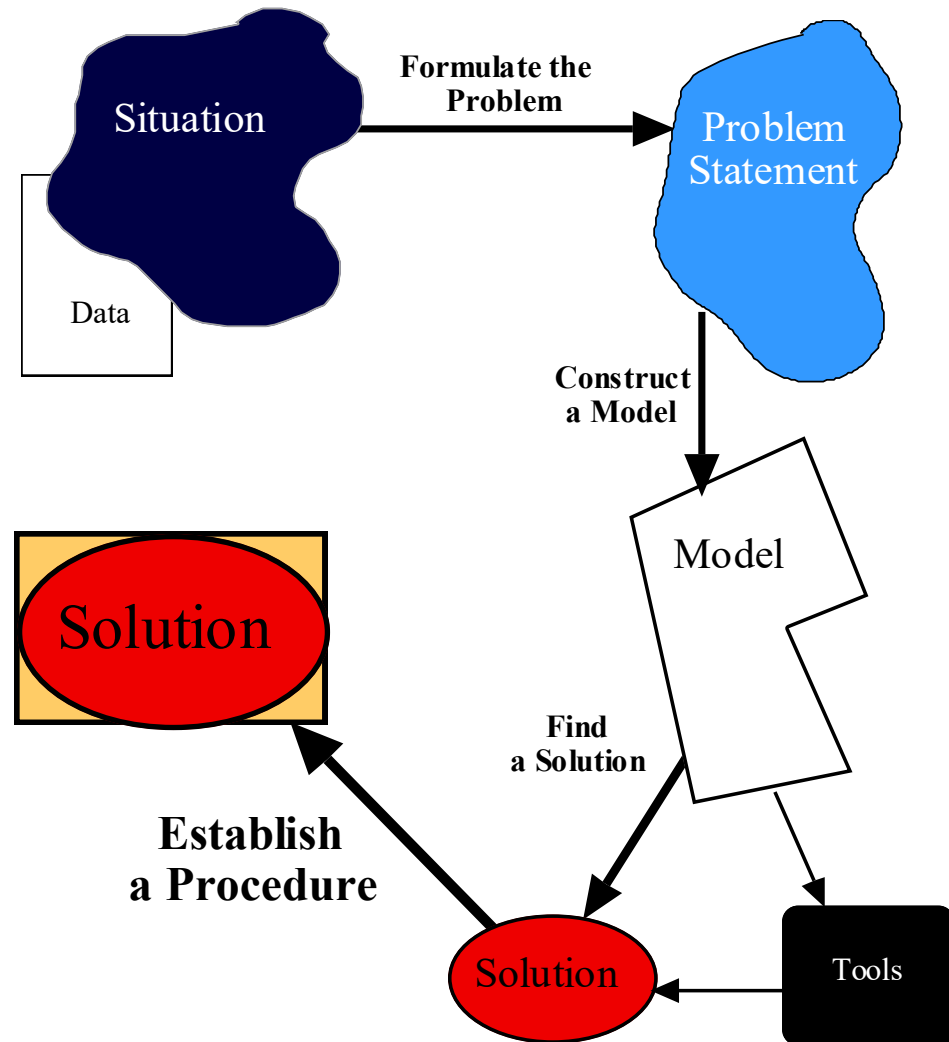 Situation
Formulate the
Problem
Problem
Statement
Data
Construct
a Model
Model
Solution
Find
a Solution
Establish
a Procedure
Solution
Tools